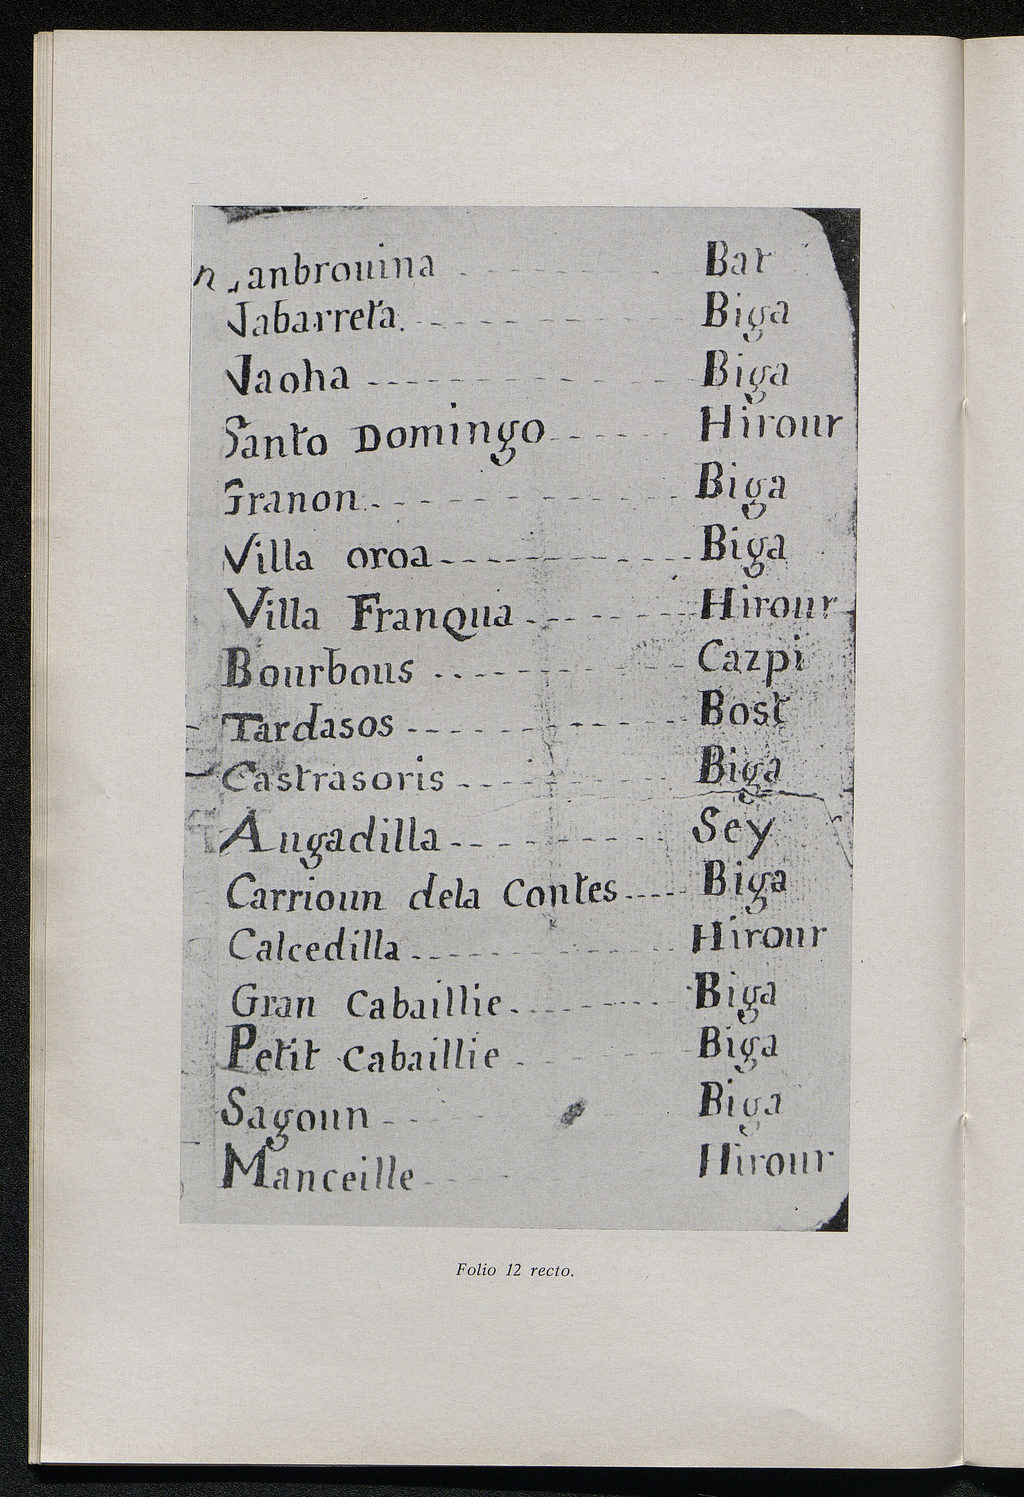 n Janbrouina - - - - - - Bat
Jabarreta. - - - - - - - Biga
Jaoha - - - - - - - - - Biga
Santo Domingo - - - - - Hirour
Granon - - - - - - - - - Biga
Villa oroa - - - - - - - Biga
Villa Franqua - - - - - Hirour
Bourbous - - - - - - - Cazpi
Tardasos - - - - - - - - Bost
Castrasoris - - - - - - Biga
Angadilla - - - - - - - Sey
Carrioun dela Contes - - - Biga
Calcedilla - - - - - - - Hirour
Gran Cabaillie - - - - - Biga
Petit Cabaillie - - - - - Biga
Sagoun - - - - - Biga
Manceille - - - - Hirour
Folio 12 recto.